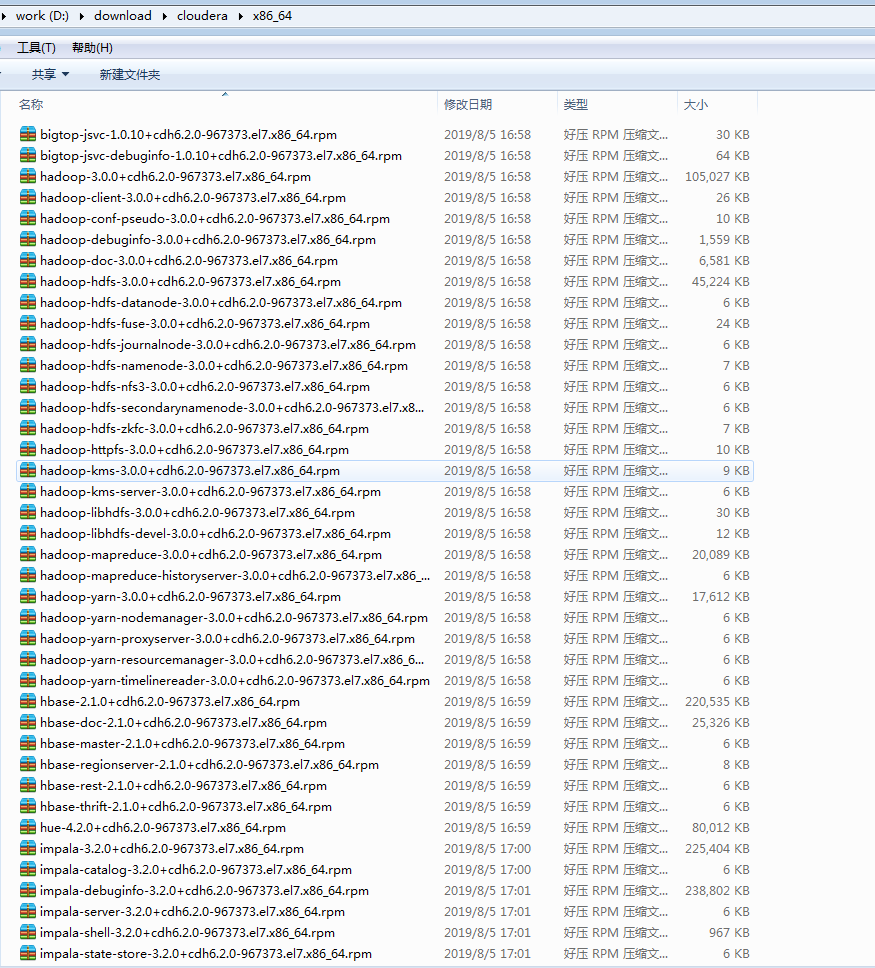 work (D:) download cloudera x86_64
工具(T) 帮助(H)
共享 新建文件夹
名称 修改日期 类型 大小
bigtop-jsvc-1.0.10+cdh6.2.0-967373.el7.x86_64.rpm 2019/8/5 16:58 好压 RPM 压缩文... 30 KB
bigtop-jsvc-debuginfo-1.0.10+cdh6.2.0-967373.el7.x86_64.rpm 2019/8/5 16:58 好压 RPM 压缩文... 64 KB
hadoop-3.0.0+cdh6.2.0-967373.el7.x86_64.rpm 2019/8/5 16:58 好压 RPM 压缩文... 105,027 KB
hadoop-client-3.0.0+cdh6.2.0-967373.el7.x86_64.rpm 2019/8/5 16:58 好压 RPM 压缩文... 26 KB
hadoop-conf-pseudo-3.0.0+cdh6.2.0-967373.el7.x86_64.rpm 2019/8/5 16:58 好压 RPM 压缩文... 10 KB
hadoop-debuginfo-3.0.0+cdh6.2.0-967373.el7.x86_64.rpm 2019/8/5 16:58 好压 RPM 压缩文... 1,559 KB
hadoop-doc-3.0.0+cdh6.2.0-967373.el7.x86_64.rpm 2019/8/5 16:58 好压 RPM 压缩文... 6,581 KB
hadoop-hdfs-3.0.0+cdh6.2.0-967373.el7.x86_64.rpm 2019/8/5 16:58 好压 RPM 压缩文... 45,224 KB
hadoop-hdfs-datanode-3.0.0+cdh6.2.0-967373.el7.x86_64.rpm 2019/8/5 16:58 好压 RPM 压缩文... 6 KB
hadoop-hdfs-fuse-3.0.0+cdh6.2.0-967373.el7.x86_64.rpm 2019/8/5 16:58 好压 RPM 压缩文... 24 KB
hadoop-hdfs-journalnode-3.0.0+cdh6.2.0-967373.el7.x86_64.rpm 2019/8/5 16:58 好压 RPM 压缩文... 6 KB
hadoop-hdfs-namenode-3.0.0+cdh6.2.0-967373.el7.x86_64.rpm 2019/8/5 16:58 好压 RPM 压缩文... 7 KB
hadoop-hdfs-nfs3-3.0.0+cdh6.2.0-967373.el7.x86_64.rpm 2019/8/5 16:58 好压 RPM 压缩文... 6 KB
hadoop-hdfs-secondarynamenode-3.0.0+cdh6.2.0-967373.el7.x8... 2019/8/5 16:58 好压 RPM 压缩文... 6 KB
hadoop-hdfs-zkfc-3.0.0+cdh6.2.0-967373.el7.x86_64.rpm 2019/8/5 16:58 好压 RPM 压缩文... 7 KB
hadoop-httpfs-3.0.0+cdh6.2.0-967373.el7.x86_64.rpm 2019/8/5 16:58 好压 RPM 压缩文... 10 KB
hadoop-kms-3.0.0+cdh6.2.0-967373.el7.x86_64.rpm 2019/8/5 16:58 好压 RPM 压缩文... 9 KB
hadoop-kms-server-3.0.0+cdh6.2.0-967373.el7.x86_64.rpm 2019/8/5 16:58 好压 RPM 压缩文... 6 KB
hadoop-libhdfs-3.0.0+cdh6.2.0-967373.el7.x86_64.rpm 2019/8/5 16:58 好压 RPM 压缩文... 30 KB
hadoop-libhdfs-devel-3.0.0+cdh6.2.0-967373.el7.x86_64.rpm 2019/8/5 16:58 好压 RPM 压缩文... 12 KB
hadoop-mapreduce-3.0.0+cdh6.2.0-967373.el7.x86_64.rpm 2019/8/5 16:58 好压 RPM 压缩文... 20,089 KB
hadoop-mapreduce-historyserver-3.0.0+cdh6.2.0-967373.el7.x86_... 2019/8/5 16:58 好压 RPM 压缩文... 6 KB
hadoop-yarn-3.0.0+cdh6.2.0-967373.el7.x86_64.rpm 2019/8/5 16:58 好压 RPM 压缩文... 17,612 KB
hadoop-yarn-nodemanager-3.0.0+cdh6.2.0-967373.el7.x86_64.rpm 2019/8/5 16:58 好压 RPM 压缩文... 6 KB
hadoop-yarn-proxyserver-3.0.0+cdh6.2.0-967373.el7.x86_64.rpm 2019/8/5 16:58 好压 RPM 压缩文... 6 KB
hadoop-yarn-resourcemanager-3.0.0+cdh6.2.0-967373.el7.x86_6... 2019/8/5 16:58 好压 RPM 压缩文... 6 KB
hadoop-yarn-timelinereader-3.0.0+cdh6.2.0-967373.el7.x86_64.rpm 2019/8/5 16:58 好压 RPM 压缩文... 6 KB
hbase-2.1.0+cdh6.2.0-967373.el7.x86_64.rpm 2019/8/5 16:59 好压 RPM 压缩文... 220,535 KB
hbase-doc-2.1.0+cdh6.2.0-967373.el7.x86_64.rpm 2019/8/5 16:59 好压 RPM 压缩文... 25,326 KB
hbase-master-2.1.0+cdh6.2.0-967373.el7.x86_64.rpm 2019/8/5 16:59 好压 RPM 压缩文... 6 KB
hbase-regionserver-2.1.0+cdh6.2.0-967373.el7.x86_64.rpm 2019/8/5 16:59 好压 RPM 压缩文... 8 KB
hbase-rest-2.1.0+cdh6.2.0-967373.el7.x86_64.rpm 2019/8/5 16:59 好压 RPM 压缩文... 6 KB
hbase-thrift-2.1.0+cdh6.2.0-967373.el7.x86_64.rpm 2019/8/5 16:59 好压 RPM 压缩文... 6 KB
hue-4.2.0+cdh6.2.0-967373.el7.x86_64.rpm 2019/8/5 16:59 好压 RPM 压缩文... 80,012 KB
impala-3.2.0+cdh6.2.0-967373.el7.x86_64.rpm 2019/8/5 17:00 好压 RPM 压缩文... 225,404 KB
impala-catalog-3.2.0+cdh6.2.0-967373.el7.x86_64.rpm 2019/8/5 17:00 好压 RPM 压缩文... 6 KB
impala-debuginfo-3.2.0+cdh6.2.0-967373.el7.x86_64.rpm 2019/8/5 17:01 好压 RPM 压缩文... 238,802 KB
impala-server-3.2.0+cdh6.2.0-967373.el7.x86_64.rpm 2019/8/5 17:01 好压 RPM 压缩文... 6 KB
impala-shell-3.2.0+cdh6.2.0-967373.el7.x86_64.rpm 2019/8/5 17:01 好压 RPM 压缩文... 967 KB
impala-state-store-3.2.0+cdh6.2.0-967373.el7.x86_64.rpm 2019/8/5 17:01 好压 RPM 压缩文... 6 KB